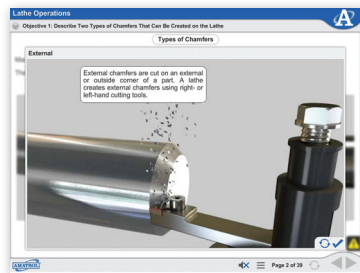 Lathe Operations
Objective 1: Describe Two Types of Chamfers That Can Be Created on the Lathe
Types of Chamfers
External
External chamfers are cut on an external
or outside corner of a part. A lathe
creates external chamfers using right- or
left-hand cutting tools.
AMATROL
Page 2 of 39